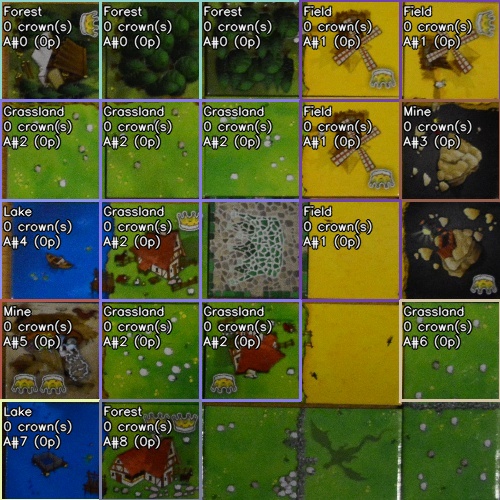 Forest
0 crown(s)
A#0 (0p)
Forest
0 crown(s)
A#0 (0p)
Forest
0 crown(s)
A#0 (0p)
Field
0 crown(s)
A#1 (0p)
Field
0 crown(s)
A#1 (0p)
Grassland
0 crown(s)
A#2 (0p)
Grassland
0 crown(s)
A#2 (0p)
Grassland
0 crown(s)
A#2 (0p)
Field
0 crown(s)
A#1 (0p)
Mine
0 crown(s)
A#3 (0p)
Lake
0 crown(s)
A#4 (0p)
Grassland
0 crown(s)
A#2 (0p)
Field
0 crown(s)
A#1 (0p)
Mine
0 crown(s)
A#5 (0p)
Grassland
0 crown(s)
A#2 (0p)
Grassland
0 crown(s)
A#2 (0p)
Grassland
0 crown(s)
A#6 (0p)
Lake
0 crown(s)
A#7 (0p)
Forest
0 crown(s)
A#8 (0p)